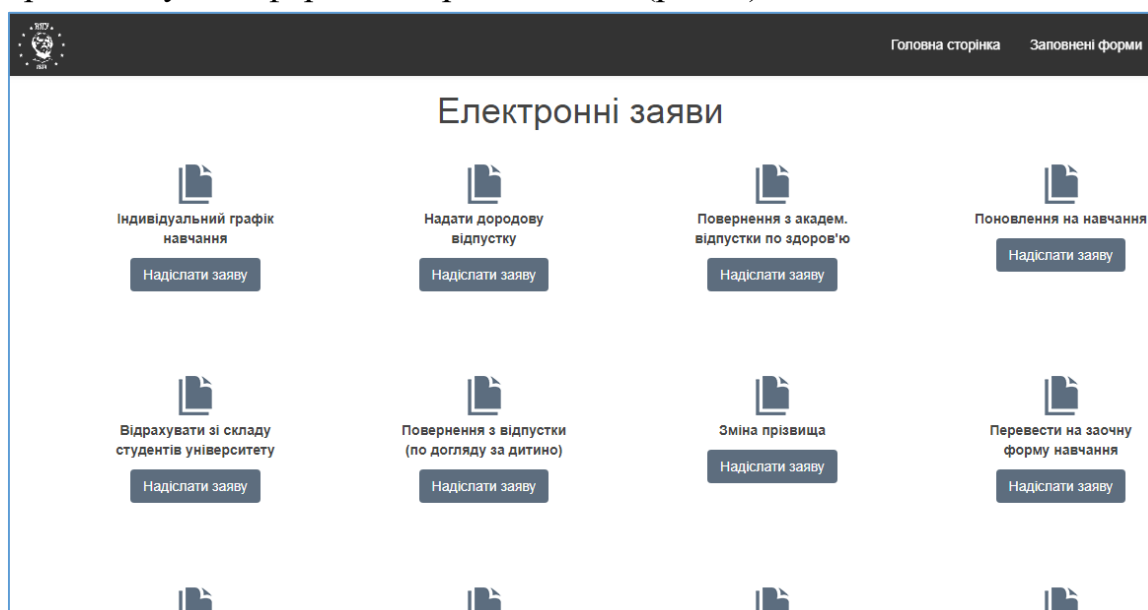 Головна сторінка Заповнені форми
Електронні заяви
Індивідуальний графік
навчання
Надіслати заяву
Надати дородову
відпустку
Надіслати заяву
Повернення з академ.
відпустки по здоров'ю
Надіслати заяву
Поновлення на навчання
Надіслати заяву
Відрахувати зі складу
студентів університету
Надіслати заяву
Повернення з відпустки
(по догляду за дитино)
Надіслати заяву
Зміна прізвища
Надіслати заяву
Перевести на заочну
форму навчання
Надіслати заяву